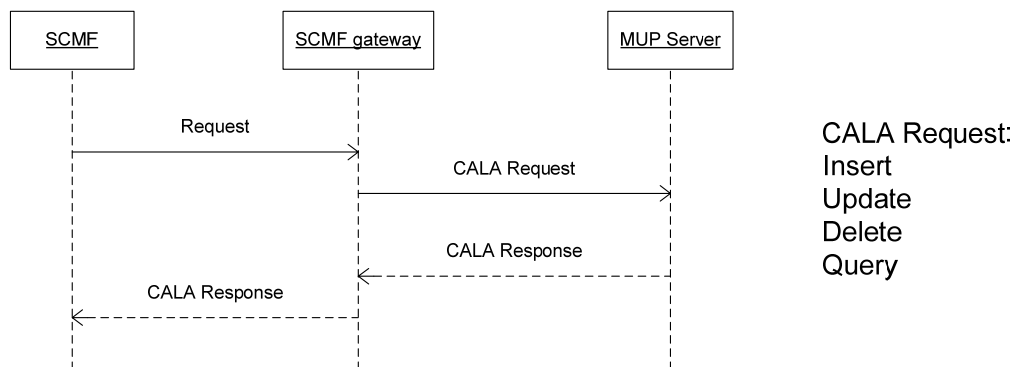 SCMF
SCMF gateway
MUP Server
Request
CALA Request
CALA Response
CALA Response
CALA Request:
Insert
Update
Delete
Query